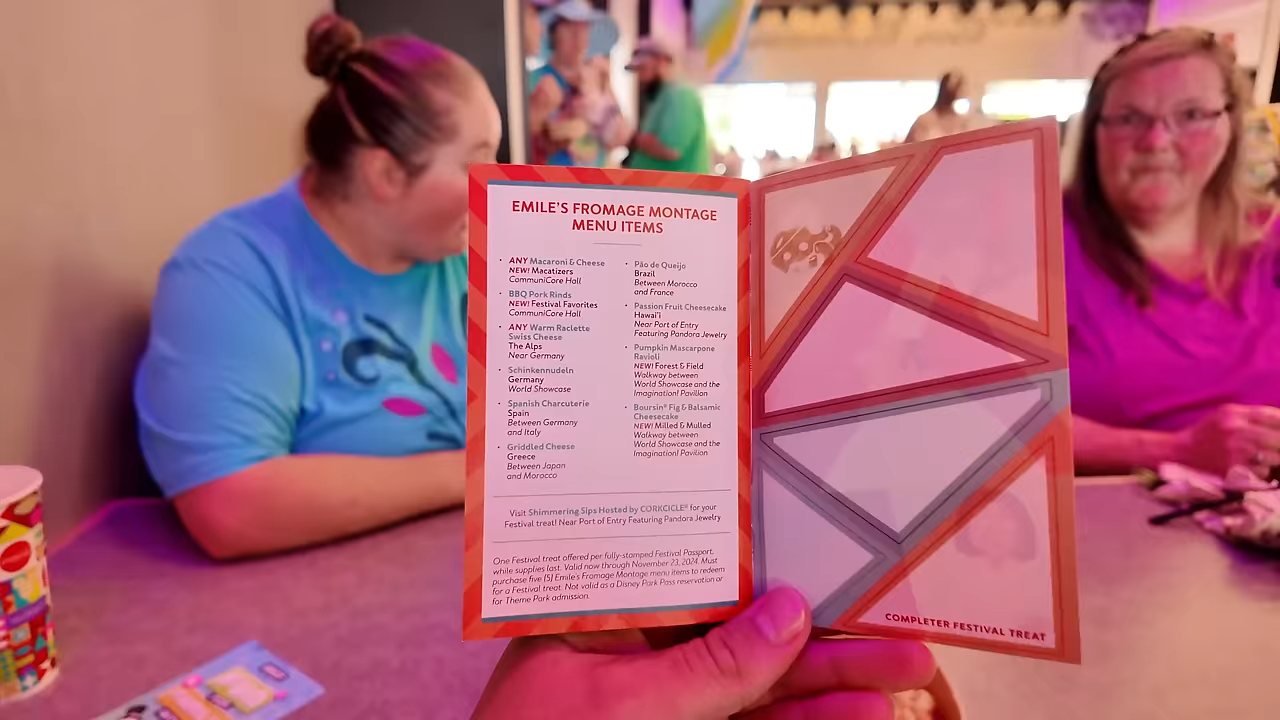 EMILE'S FROMAGE MONTAGE
MENU ITEMS
• ANY Macaroni & Cheese
NEW! Macatizers
CommuniCore Hall
• BBQ Pork Rinds
NEW! Festival Favorites
CommuniCore Hall
• ANY Warm Raclette
Swiss Cheese
The Alps
Near Germany
• Schinkennudeln
Germany
World Showcase
• Spanish Charcuterie
Spain
Between Germany
and Italy
• Griddled Cheese
Greece
Between Japan
and Morocco
• Pão de Queijo
Brazil
Between Morocco
and France
• Passion Fruit Cheesecake
Hawai'i
Near Port of Entry
Featuring Pandora Jewelry
• Pumpkin Mascarpone
Ravioli
NEW! Forest & Field
Walkway between
World Showcase and the
Imagination! Pavilion
• Boursin® Fig & Balsamic
Cheesecake
NEW! Milled & Mulled
Walkway between
World Showcase and the
Imagination! Pavilion
Visit Shimmering Sips Hosted by CORKCICLE® for your
Festival treat! Near Port of Entry Featuring Pandora Jewelry
One Festival treat offered per fully-stamped Festival Passport,
while supplies last. Valid now through November 23, 2024. Must
purchase five (5) Emile's Fromage Montage menu items to redeem
for a Festival treat. Not valid as a Disney Park Pass reservation or
for Theme Park admission.
COMPLETER FESTIVAL TREAT